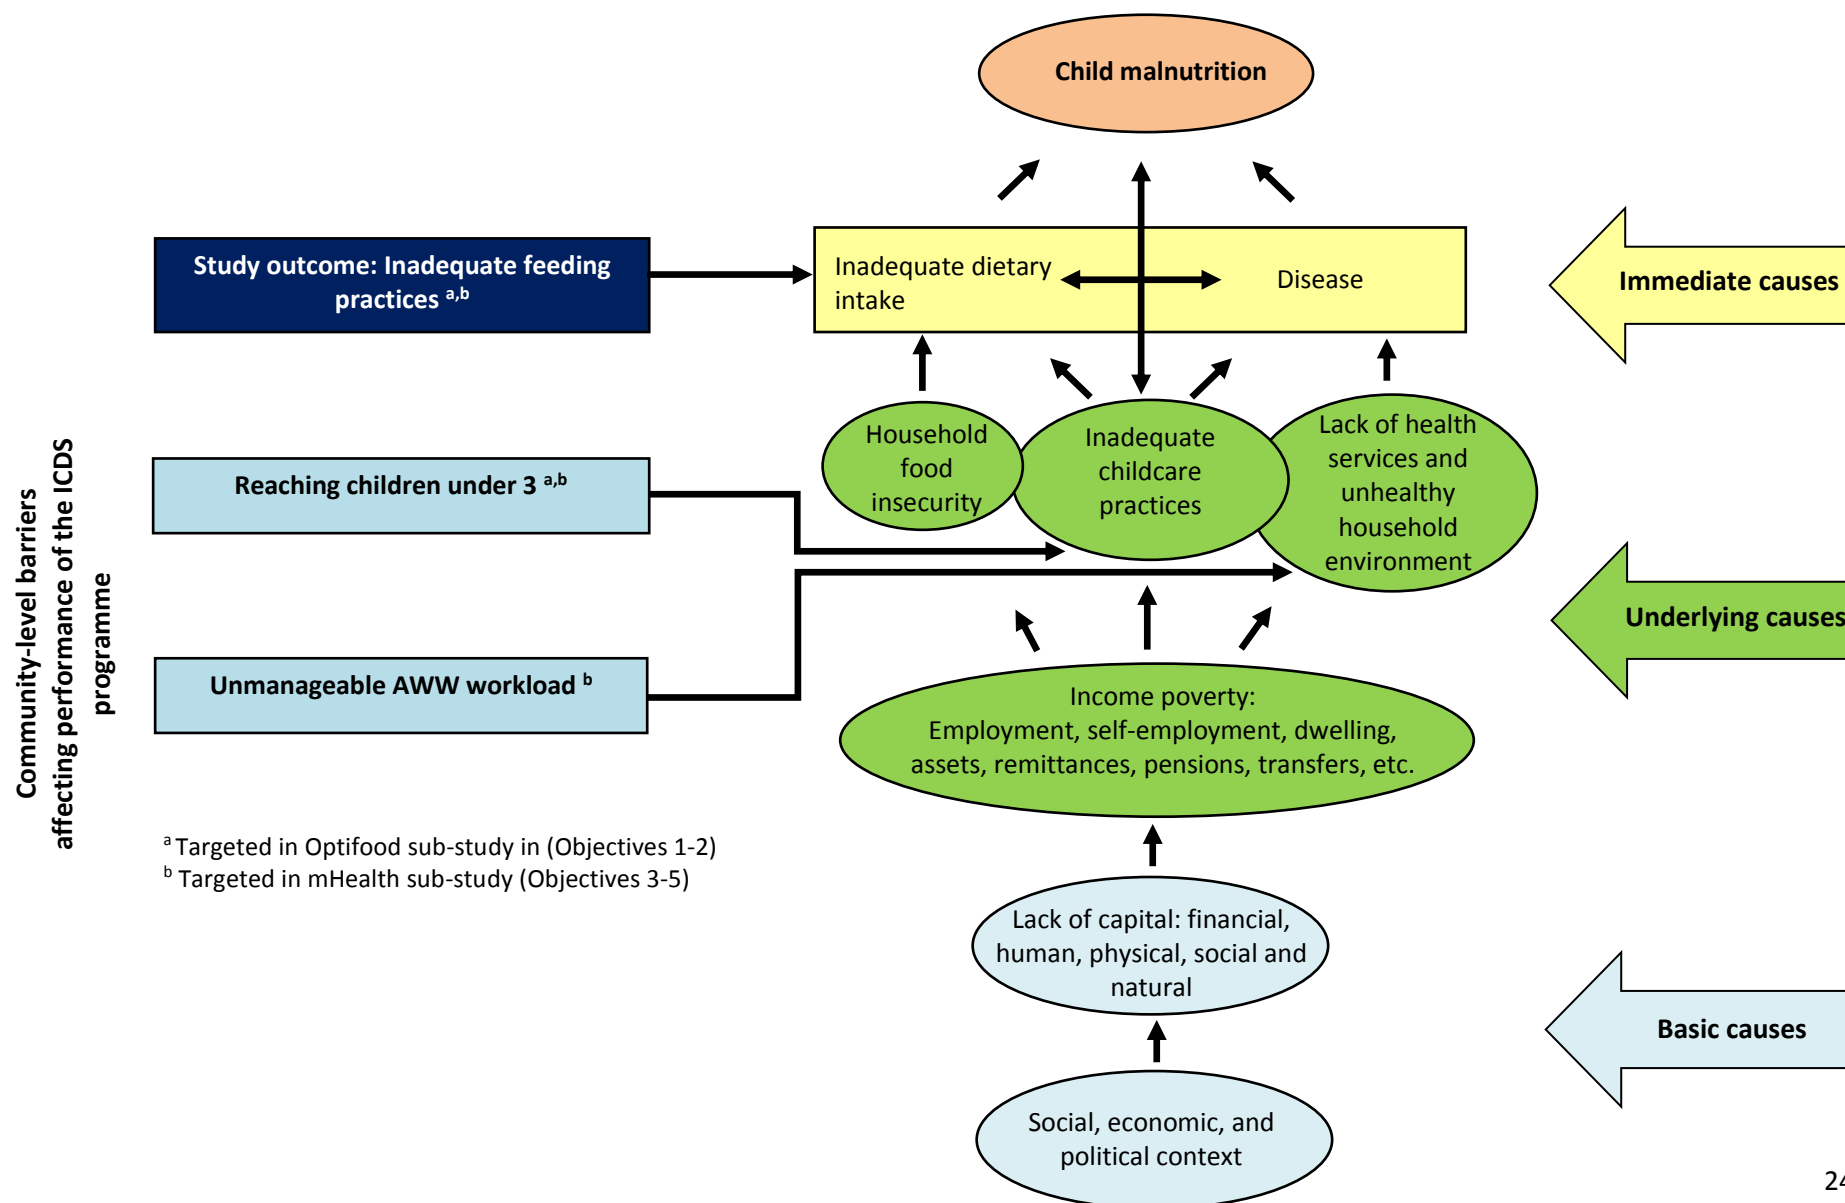 Child malnutrition
Study outcome: Inadequate feeding
practices a,b
Inadequate dietary
intake
Disease
Immediate causes
Household
food
insecurity
Inadequate
childcare
practices
Lack of health
services and
unhealthy
household
environment
Reaching children under 3 a,b
Underlying causes
Unmanageable AWW workload b
Community-level barriers
affecting performance of the ICDS
programme
Income poverty:
Employment, self-employment, dwelling,
assets, remittances, pensions, transfers, etc.
a Targeted in Optifood sub-study in (Objectives 1-2)
b Targeted in mHealth sub-study (Objectives 3-5)
Lack of capital: financial,
human, physical, social and
natural
Basic causes
Social, economic, and
political context
24